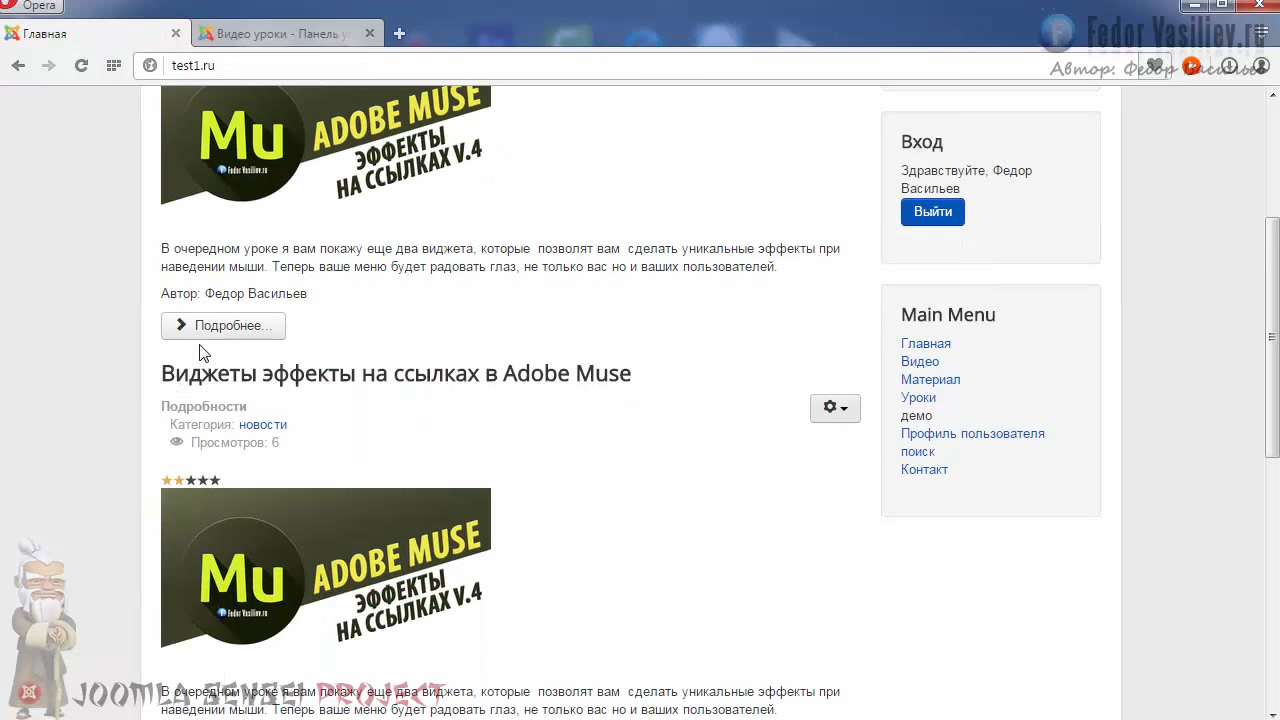 Opera
Главная
Видео уроки - Панель уп
Fedor Vasiliev.ru
test1.ru
Автор: Федор Васильев
Mu
ADOBE MUSE
ЭФФЕКТЫ
НА ССЫЛКАХ V.4
Fedor Vasiliev.ru
В очередном уроке я вам покажу еще два виджета, которые позволят вам сделать уникальные эффекты при
наведении мыши. Теперь ваше меню будет радовать глаз, не только вас но и ваших пользователей.
Автор: Федор Васильев
Подробнее...
Виджеты эффекты на ссылках в Adobe Muse
Подробности
Категория: новости
Просмотров: 6
Mu
ADOBE MUSE
ЭФФЕКТЫ
НА ССЫЛКАХ V.4
Fedor Vasiliev.ru
В очередном уроке я вам покажу еще два виджета, которые позволят вам сделать уникальные эффекты при
наведении мыши. Теперь ваше меню будет радовать глаз, не только вас но и ваших пользователей.
Вход
Здравствуйте, Федор
Васильев
Выйти
Main Menu
Главная
Видео
Материал
Уроки
демо
Профиль пользователя
поиск
Контакт
JOOMLA SENSEI PROJECT